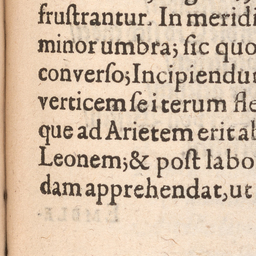 frustrantur. In meridi
minor umbra; sic quo
converso; Incipiendu
verticem se iterum fle
que ad Arietem erit al
Leonem; & post labo
dam apprehendat, ut